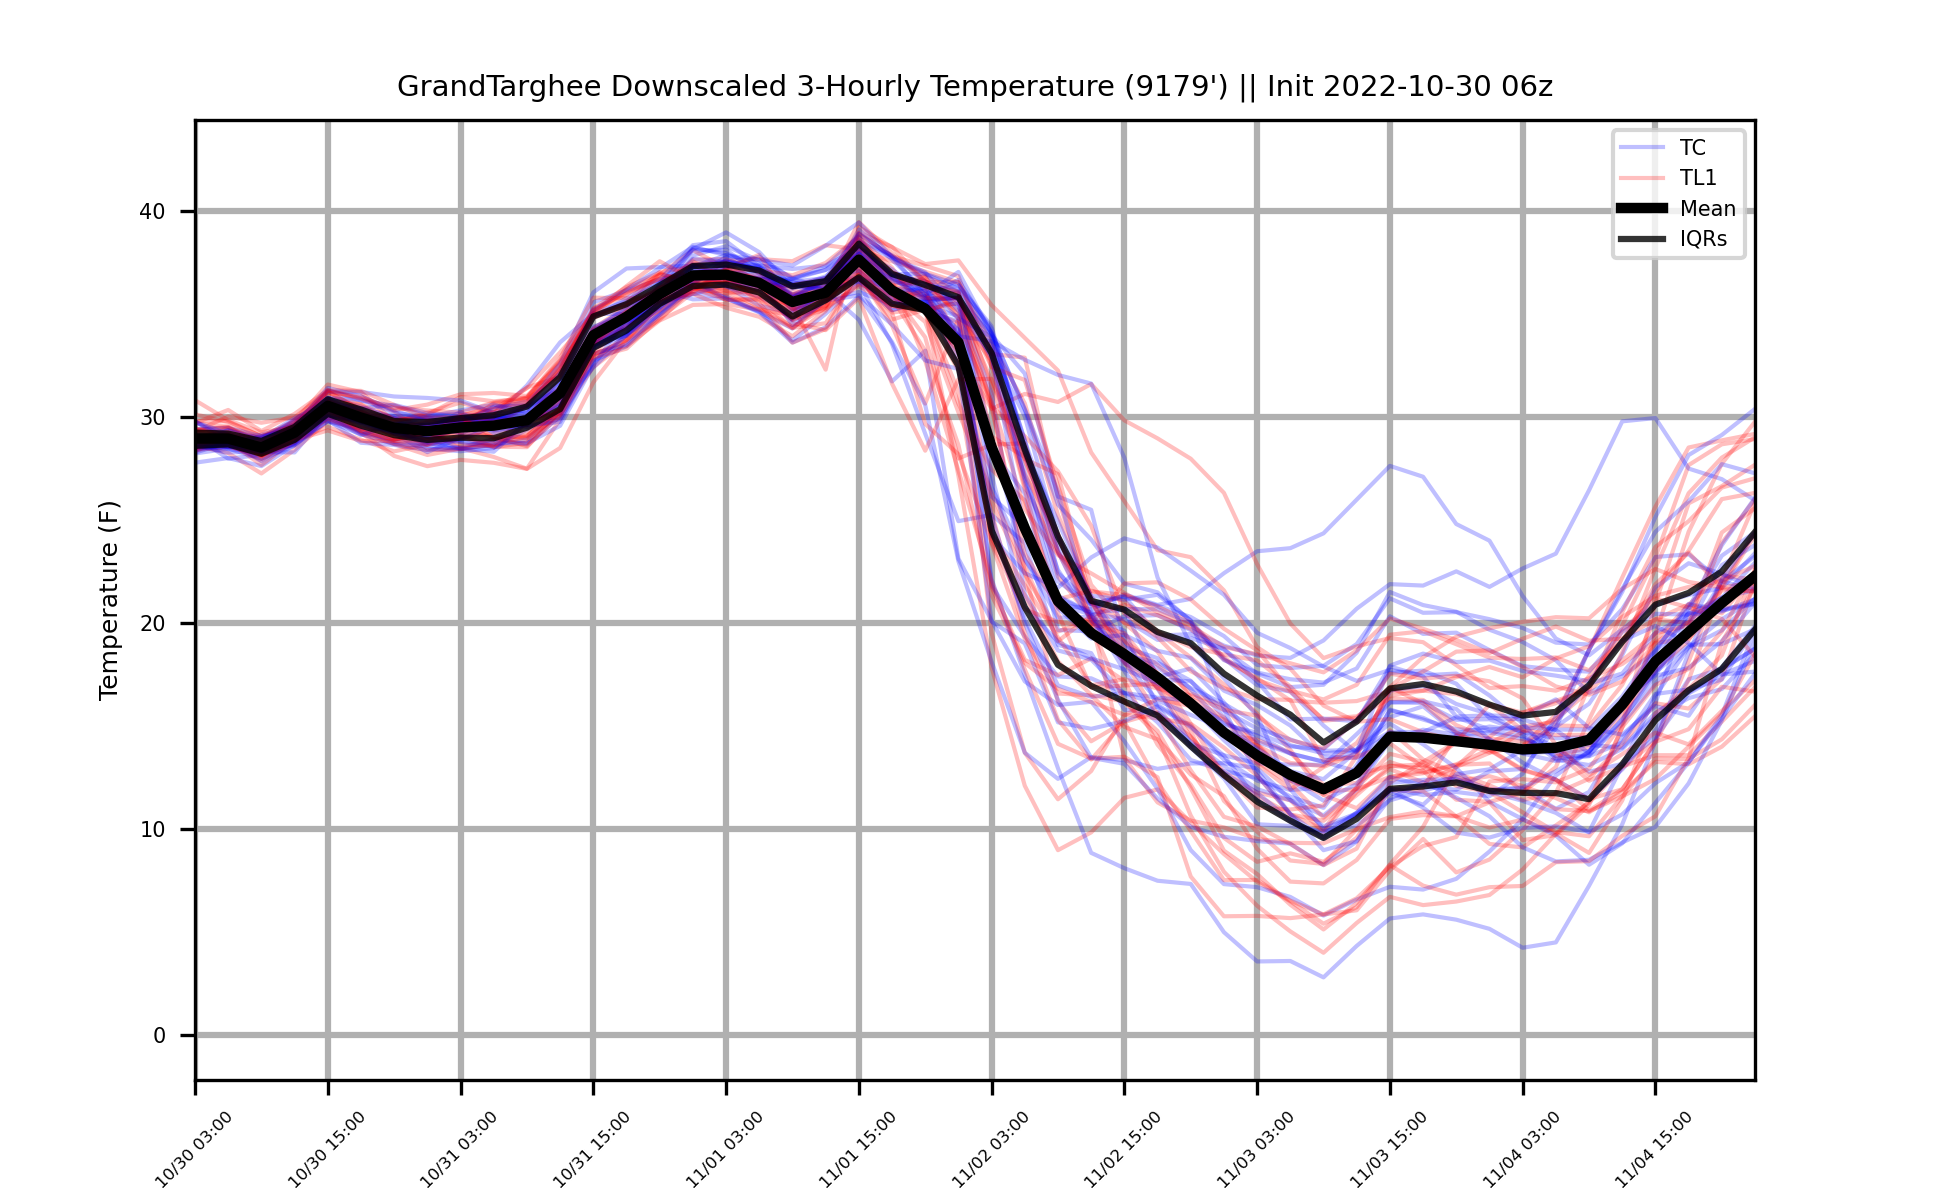 GrandTarghee Downscaled 3-Hourly Temperature (9179') || Init 2022-10-30 06z
TC
TL1
Mean
IQRs
Temperature (F)
40
30
20
10
0
10/30 03:00
10/30 15:00
10/31 03:00
10/31 15:00
11/01 03:00
11/01 15:00
11/02 03:00
11/02 15:00
11/03 03:00
11/03 15:00
11/04 03:00
11/04 15:00